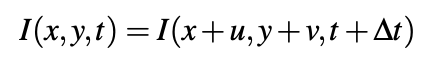 I(x,y,t) = I(x+u,y+v,t+Δt)